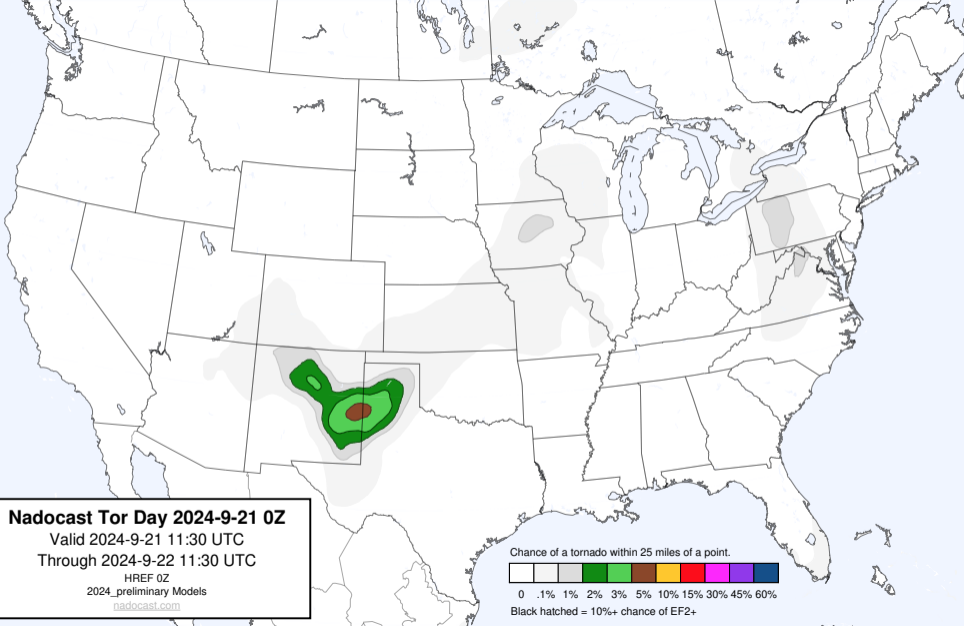 Nadocast Tor Day 2024-9-21 0Z
Valid 2024-9-21 11:30 UTC
Through 2024-9-22 11:30 UTC
HREF 0Z
2024_preliminary Models
nadocast.com
Chance of a tornado within 25 miles of a point.
0 .1% 1% 2% 3% 5% 10% 15% 30% 45% 60%
Black hatched = 10%+ chance of EF2+